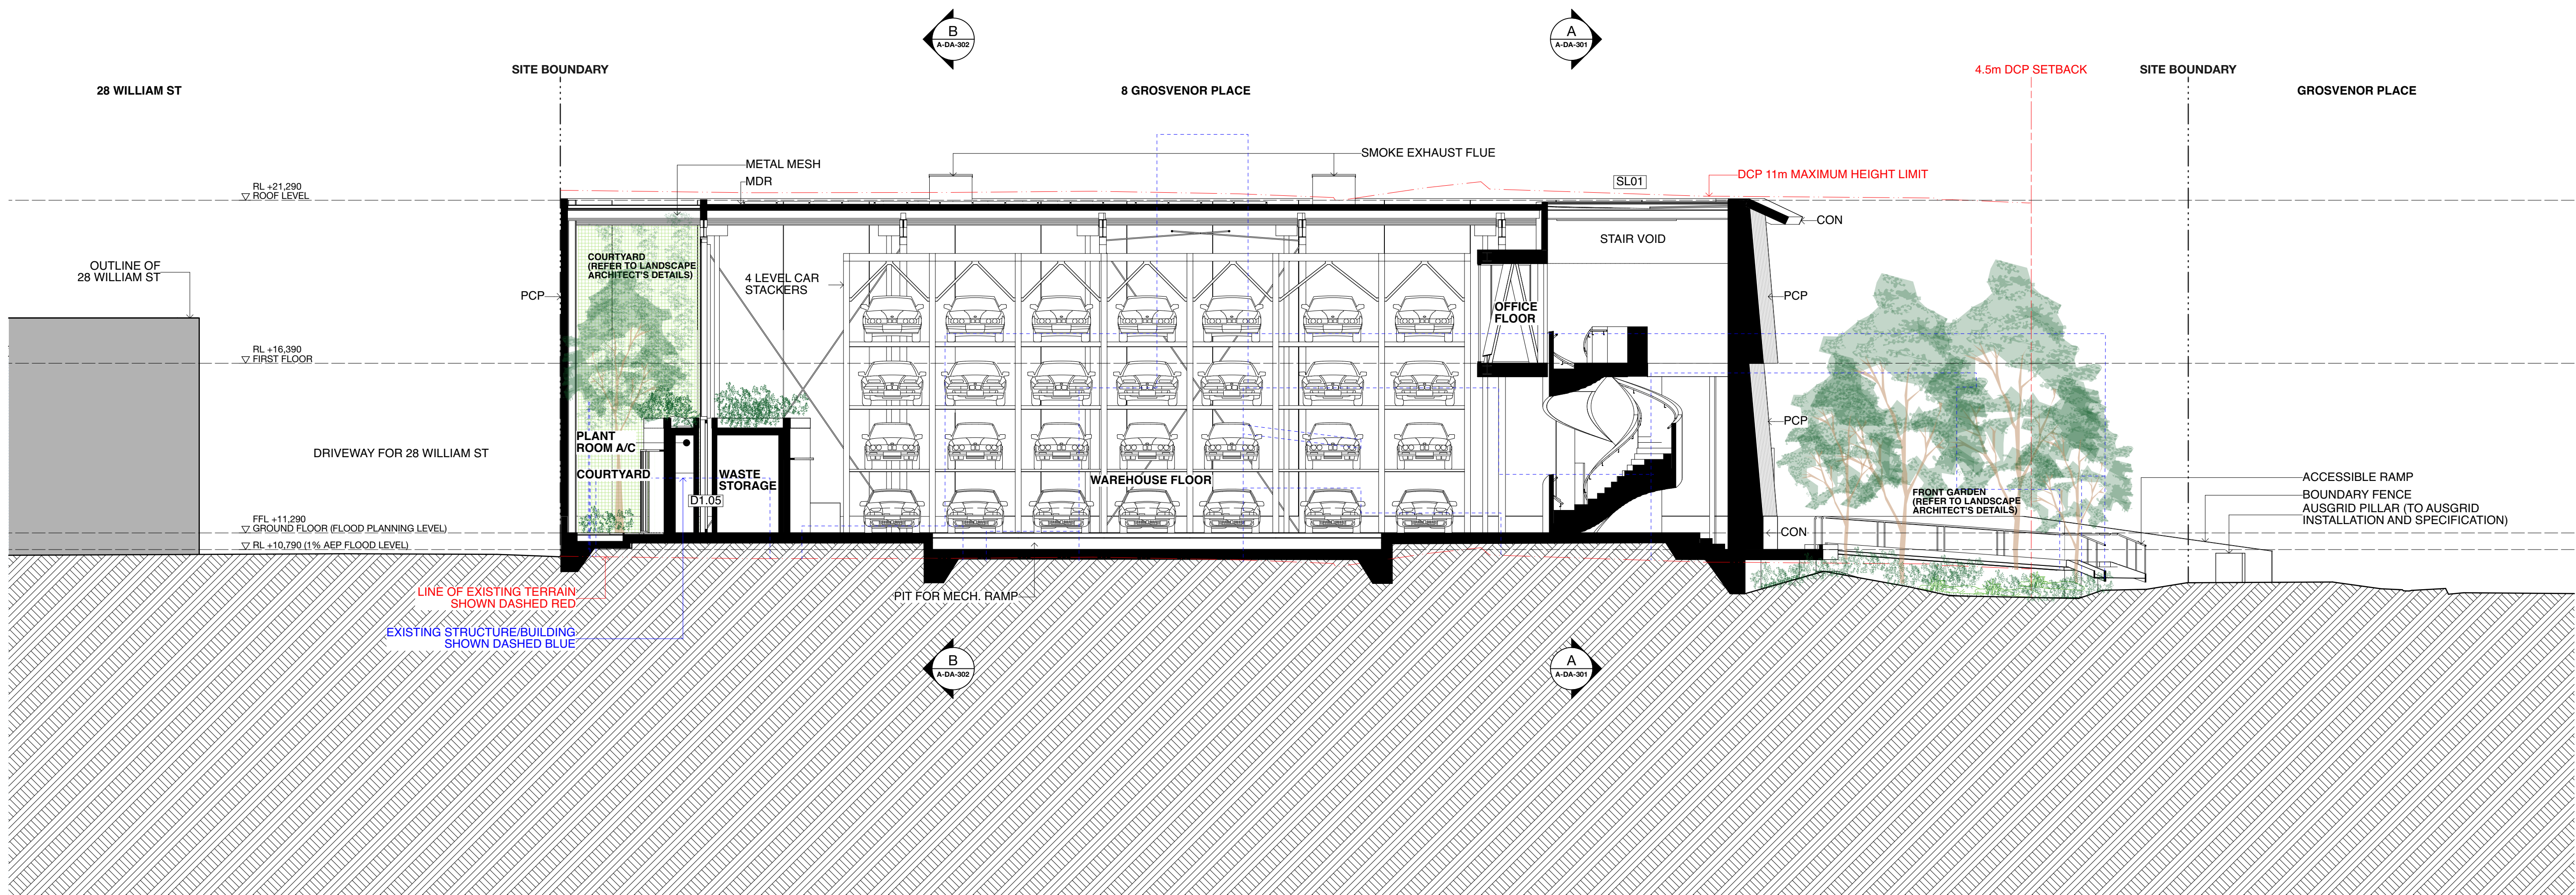 B
A-DA-302
A
A-DA-301
SITE BOUNDARY
4.5m DCP SETBACK
SITE BOUNDARY
28 WILLIAM ST
8 GROSVENOR PLACE
GROSVENOR PLACE
METAL MESH
SMOKE EXHAUST FLUE
MDR
SL01
DCP 11m MAXIMUM HEIGHT LIMIT
RL +21,290
ROOF LEVEL
CON
STAIR VOID
COURTYARD
(REFER TO LANDSCAPE
ARCHITECT'S DETAILS)
OUTLINE OF
28 WILLIAM ST
4 LEVEL CAR
STACKERS
PCP
PCP
OFFICE
FLOOR
RL +16,390
FIRST FLOOR
PCP
PLANT
ROOM A/C
DRIVEWAY FOR 28 WILLIAM ST
COURTYARD
WASTE
STORAGE
WAREHOUSE FLOOR
D1.05
FRONT GARDEN
(REFER TO LANDSCAPE
ARCHITECT'S DETAILS)
ACCESSIBLE RAMP
BOUNDARY FENCE
AUSGRID PILLAR (TO AUSGRID
INSTALLATION AND SPECIFICATION)
FFL +11,290
GROUND FLOOR (FLOOD PLANNING LEVEL)
CON
RL +10,790 (1% AEP FLOOD LEVEL)
LINE OF EXISTING TERRAIN
SHOWN DASHED RED
PIT FOR MECH. RAMP
EXISTING STRUCTURE/BUILDING
SHOWN DASHED BLUE
B
A-DA-302
A
A-DA-301